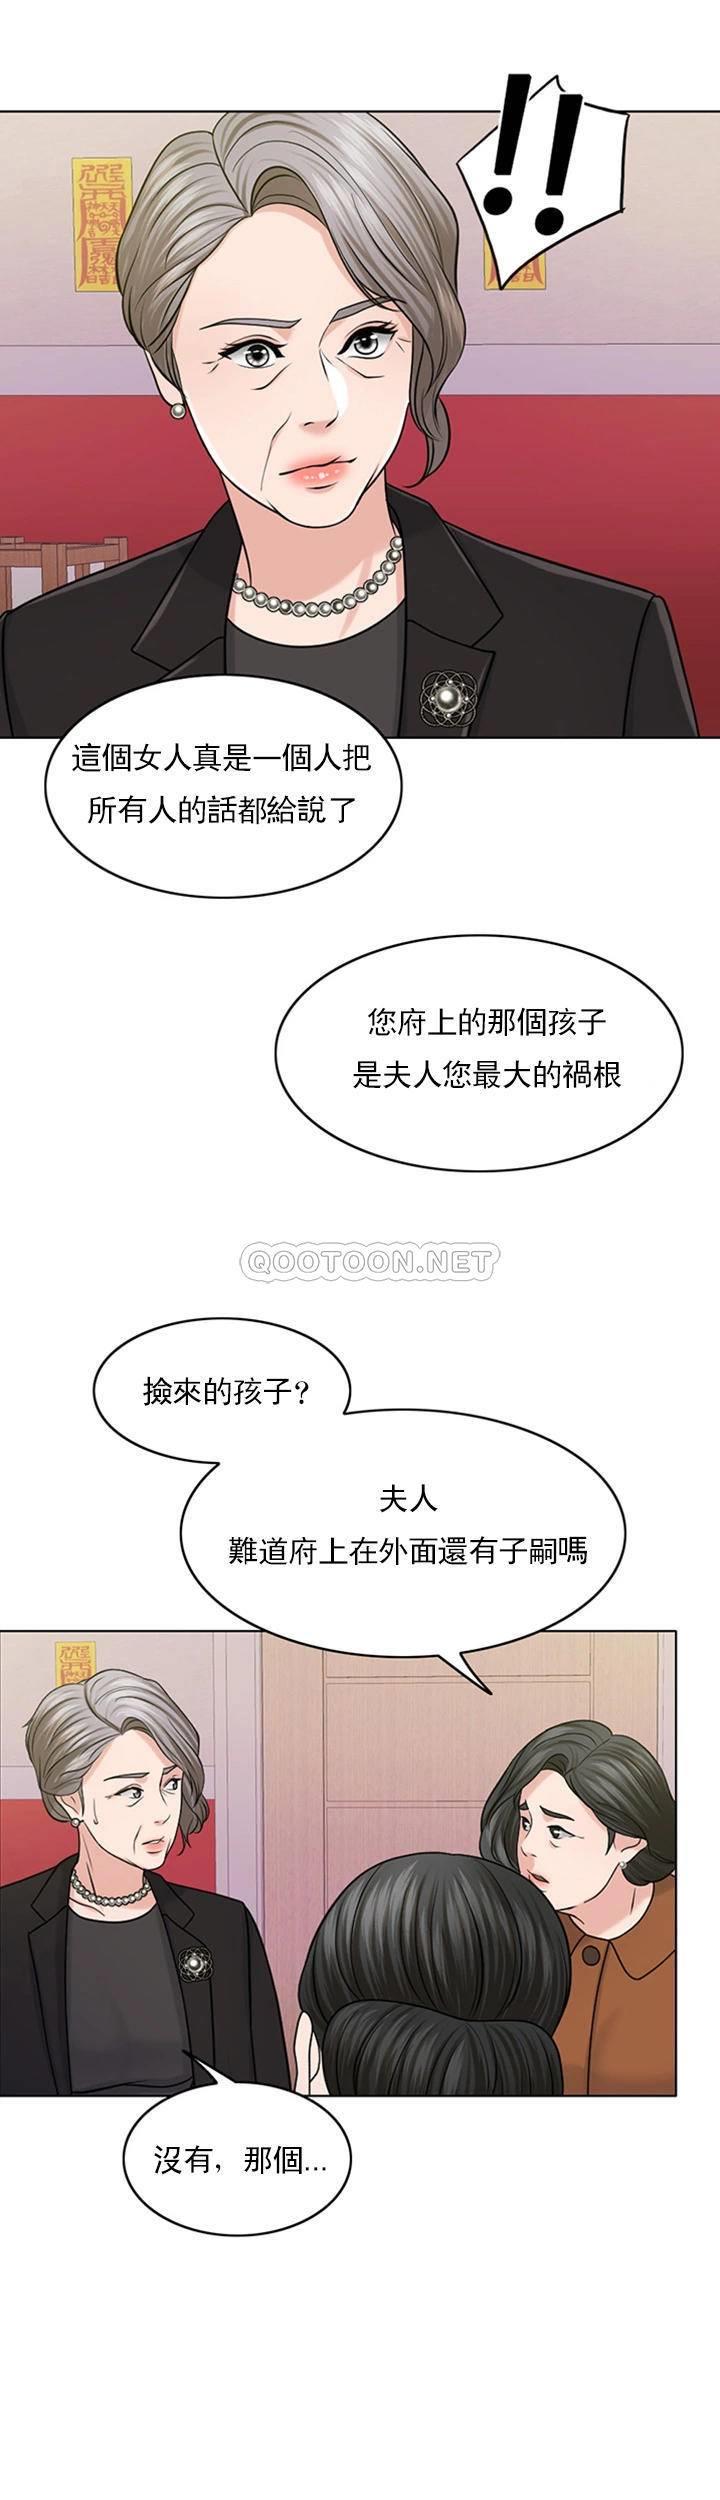 !!
這個女人真是一個人把
所有人的話都給說了
您府上的那個孩子
是夫人您最大的禍根
QOOTOON.NET
撿來的孩子?
夫人
難道府上在外面還有子嗣嗎
沒有，那個...